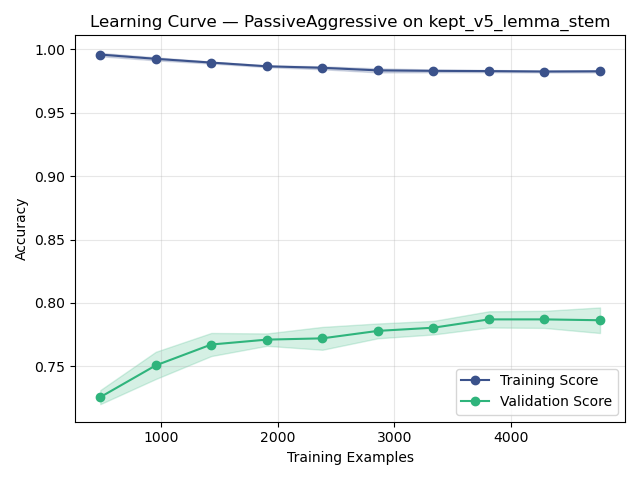 Learning Curve — PassiveAggressive on kept_v5_lemma_stem
1.00
0.95
0.90
0.85
0.80
0.75
Accuracy
1000 2000 3000 4000
Training Examples
Training Score
Validation Score